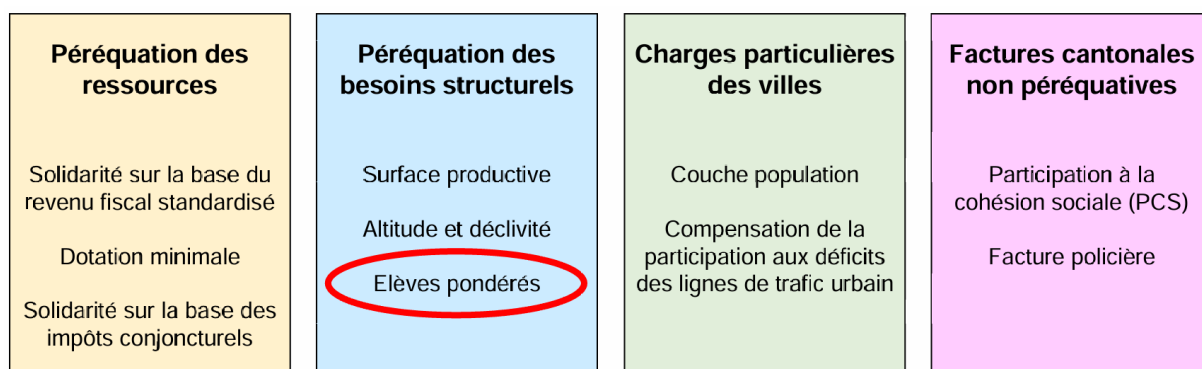 Péréquation des
ressources
Solidarité sur la base du
revenu fiscal standardisé
Dotation minimale
Solidarité sur la base des
impôts conjoncturels
Péréquation des
besoins structurels
Surface productive
Altitude et déclivité
Elèves pondérés
Charges particulières
des villes
Couche population
Compensation de la
participation aux déficits
des lignes de trafic urbain
Factures cantonales
non péréquatives
Participation à la
cohésion sociale (PCS)
Facture policière